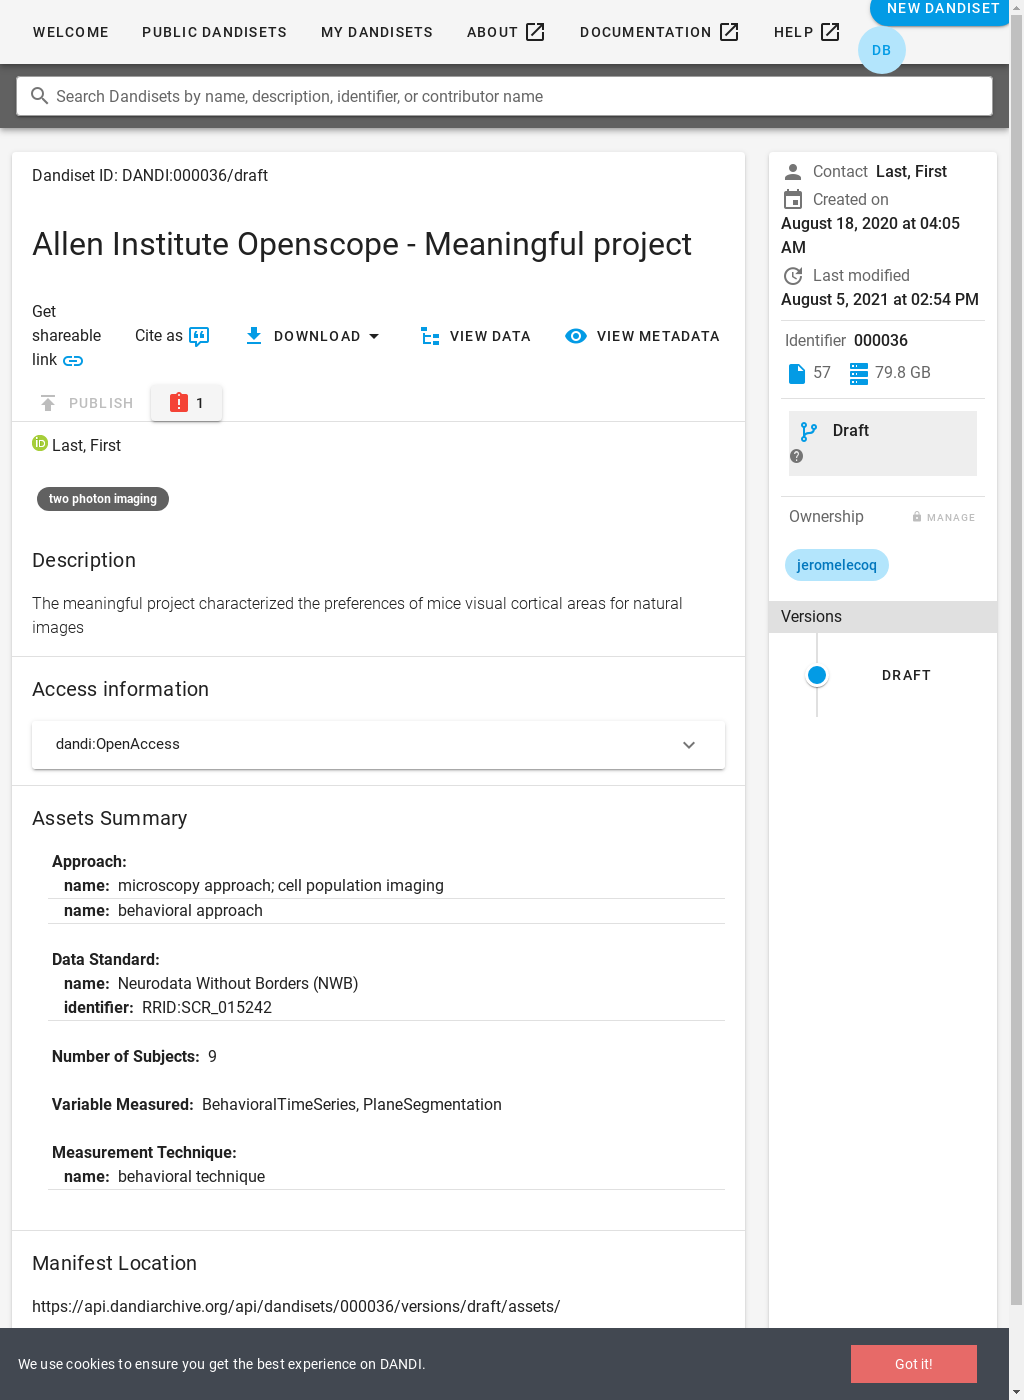 WELCOME PUBLIC DANDISETS MY DANDISETS ABOUT DOCUMENTATION HELP NEW DANDISET
DB
Search Dandisets by name, description, identifier, or contributor name
Dandiset ID: DANDI:000036/draft
Allen Institute Openscope - Meaningful project
Get
shareable
link
Cite as
DOWNLOAD
VIEW DATA
VIEW METADATA
PUBLISH
1
Last, First
two photon imaging
Description
The meaningful project characterized the preferences of mice visual cortical areas for natural
images
Access information
dandi:OpenAccess
Assets Summary
Approach:
name: microscopy approach; cell population imaging
name: behavioral approach
Data Standard:
name: Neurodata Without Borders (NWB)
identifier: RRID:SCR_015242
Number of Subjects: 9
Variable Measured: BehavioralTimeSeries, PlaneSegmentation
Measurement Technique:
name: behavioral technique
Manifest Location
https://api.dandiarchive.org/api/dandisets/000036/versions/draft/assets/
Contact Last, First
Created on
August 18, 2020 at 04:05
AM
Last modified
August 5, 2021 at 02:54 PM
Identifier 000036
57 79.8 GB
Draft
Ownership MANAGE
jeromelecoq
Versions
DRAFT
We use cookies to ensure you get the best experience on DANDI.
Got it!